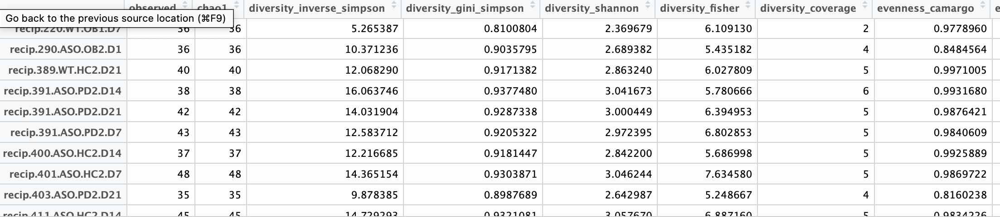 observed chao1 diversity_inverse_simpson diversity_gini_simpson diversity_shannon diversity_fisher diversity_coverage evenness_camargo e
Go back to the previous source location (⌘F9)
recip.220.WT.OB1.D7 36 36 5.265387 0.8100804 2.369679 6.109130 2 0.9778960
recip.290.ASO.OB2.D1 36 36 10.371236 0.9035795 2.689382 5.435182 4 0.8484564
recip.389.WT.HC2.D21 40 40 12.068290 0.9171382 2.863240 6.027809 5 0.9971005
recip.391.ASO.PD2.D14 38 38 16.063746 0.9377480 3.041673 5.780666 6 0.9931680
recip.391.ASO.PD2.D21 42 42 14.031904 0.9287338 3.000449 6.394953 5 0.9876421
recip.391.ASO.PD2.D7 43 43 12.583712 0.9205322 2.972395 6.802853 5 0.9840609
recip.400.ASO.HC2.D14 37 37 12.216685 0.9181447 2.842200 5.686998 5 0.9925889
recip.401.ASO.HC2.D7 48 48 14.365154 0.9303871 3.046244 7.634580 5 0.9869722
recip.403.ASO.PD2.D21 35 35 9.878385 0.8987689 2.642987 5.248667 4 0.8160238
recip.411.ASO.HC2.D14 45 45 14.729293 0.9321081 3.057670 6.887160 5 0.9834226